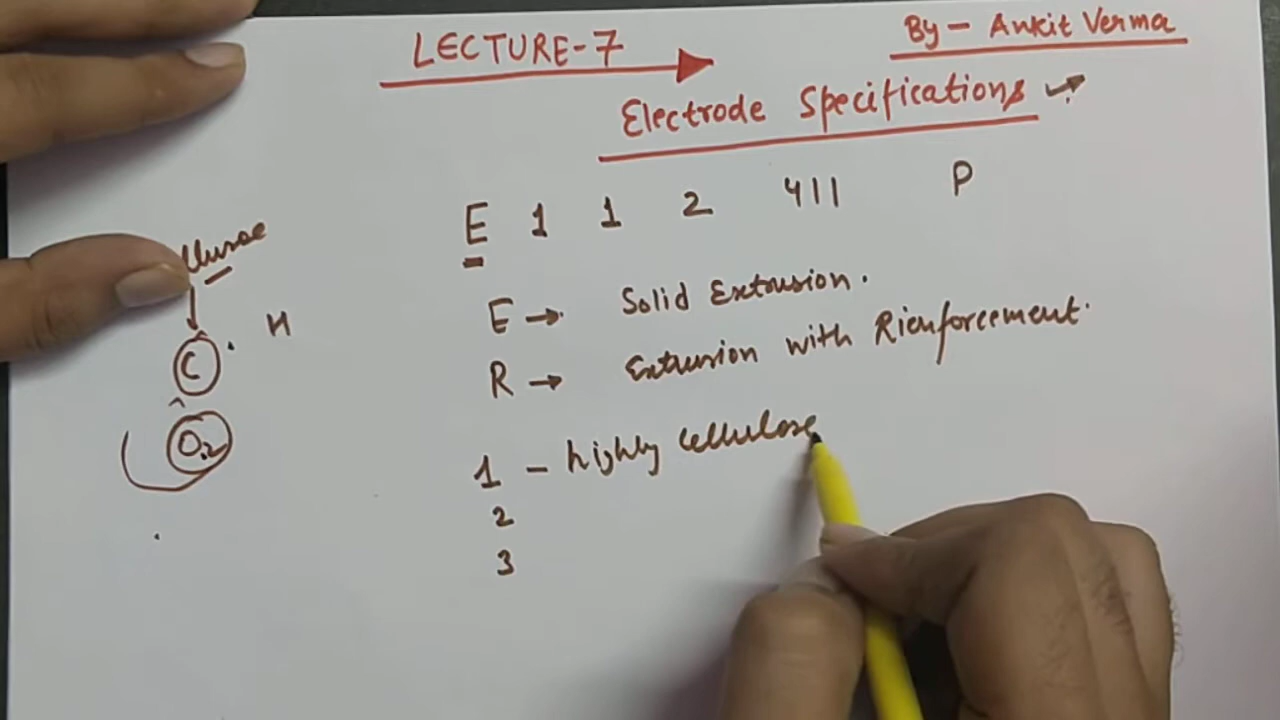 LECTURE-7
By - Ankit Verma
Electrode Specifications
E 1 1 2 411 P
E → Solid Extrusion.
R → Extrusion with Rienforcement.
H
C
O2
1 - highly cellulose
2
3